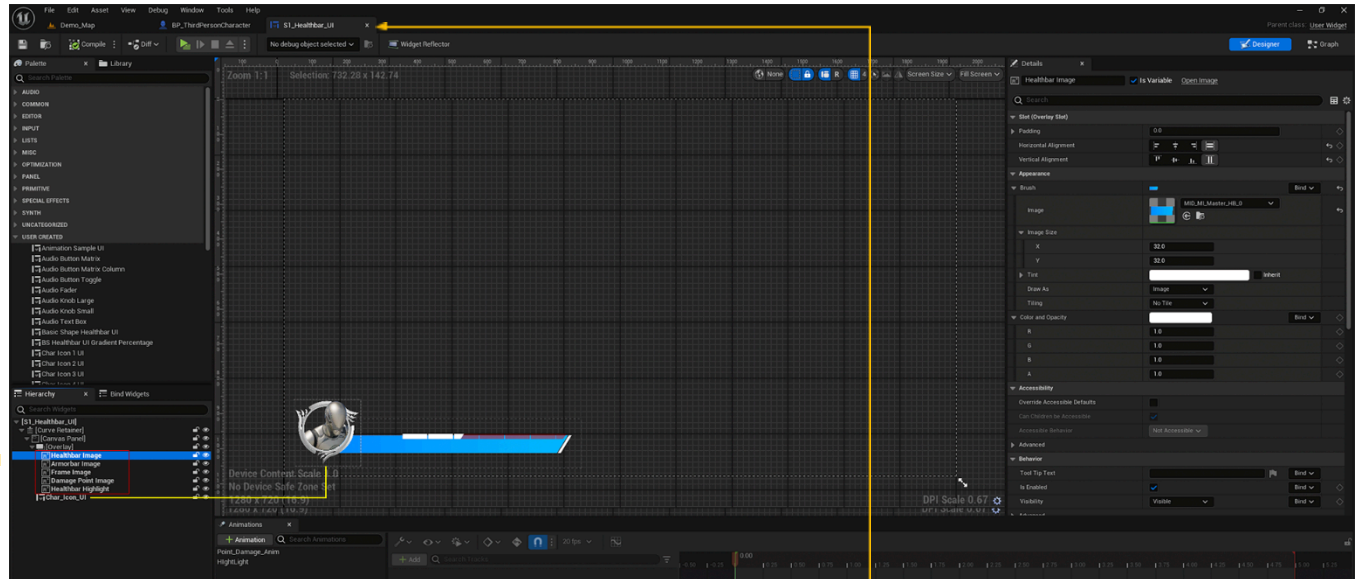 File Edit Asset View Debug Window Tools Help
Demo_Map BP_ThirdPersonCharacter S1_Healthbar_UI
Parent class: User Widget
Compile Diff No debug object selected Widget Reflector Designer Graph
Palette Library
Search Palette
AUDIO
COMMON
EDITOR
INPUT
LISTS
MISC
OPTIMIZATION
PANEL
PRIMITIVE
SPECIAL EFFECTS
SYNTH
UNCATEGORIZED
USER CREATED
Animation Sample UI
Audio Button Matrix
Audio Button Matrix Column
Audio Button Toggle
Audio Fader
Audio Knob Large
Audio Knob Small
Audio Text Box
Basic Shape Healthbar UI
BS Healthbar UI Gradient Percentage
Char Icon 1 UI
Char Icon 2 UI
Char Icon 3 UI
Hierarchy Bind Widgets
Search Widgets
[S1_Healthbar_UI]
[Curve Retainer]
[Canvas Panel]
[Overlay]
Healthbar Image
Armorbar Image
Frame Image
Damage Point Image
Healthbar Highlight
Char_Icon_UI
Zoom 1:1 Selection: 732.28 x 142.74
None R 4 Screen Size Fill Screen
Device Content Scale 1.0
No Device Safe Zone Set
1280 x 720 (16:9)
DPI Scale 0.67
Animations
Animation Search Animations
Point_Damage_Anim
HightLight
20 fps
Add
0.00
Details
Healthbar Image Is Variable Open Image
Search
Slot (Overlay Slot)
Padding 0.0
Horizontal Alignment
Vertical Alignment
Appearance
Brush Bind
Image MID_MI_Master_HB_0
Image Size
X 32.0
Y 32.0
Tint Inherit
Draw As Image
Tiling No Tile
Color and Opacity Bind
R 1.0
G 1.0
B 1.0
A 1.0
Accessibility
Override Accessible Defaults
Can Children be Accessible
Accessible Behavior Not Accessible
Advanced
Behavior
Tool Tip Text Bind
Is Enabled Bind
Visibility Visible Bind